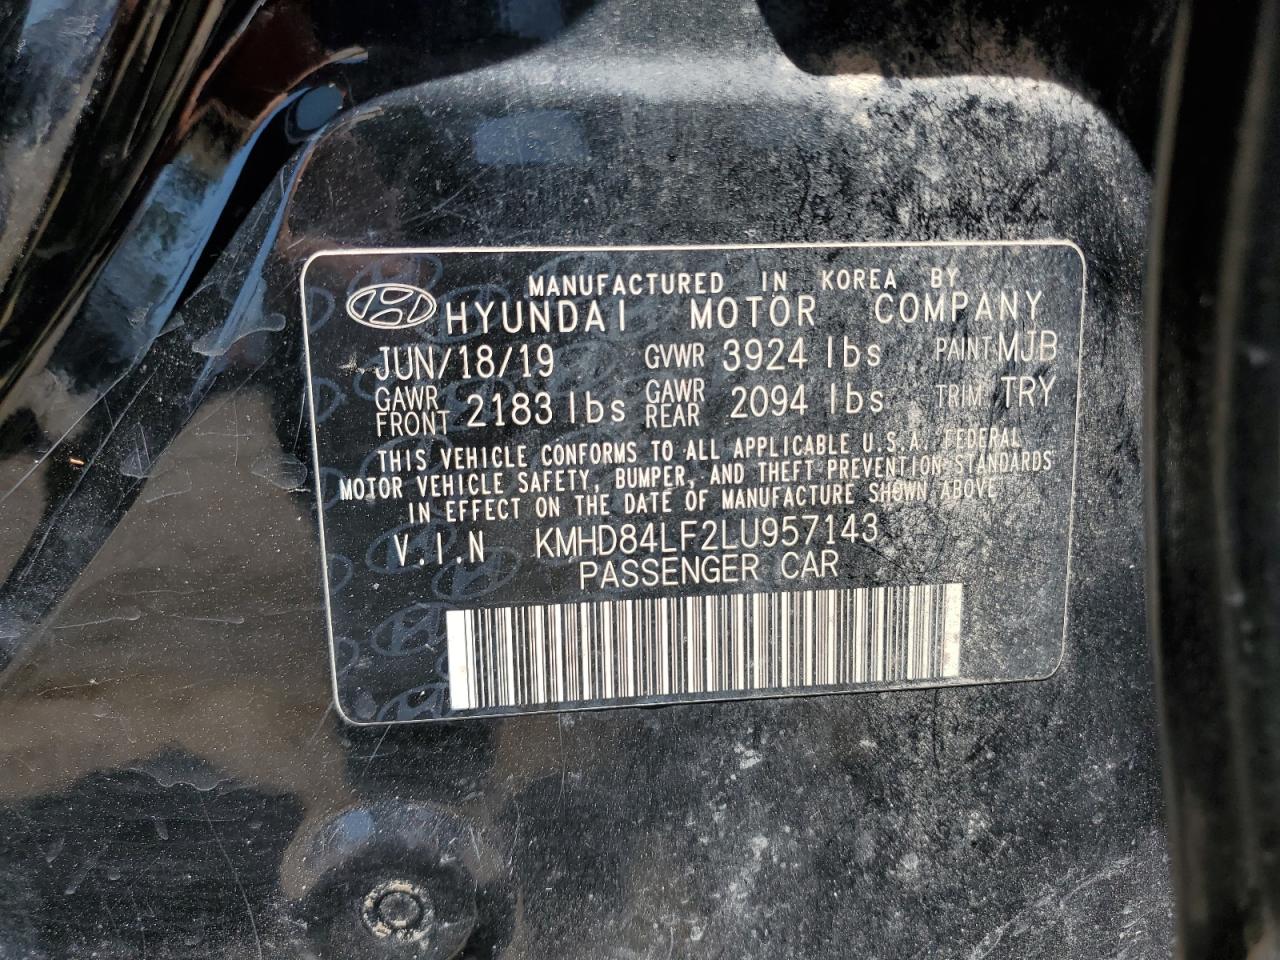 MANUFACTURED IN KOREA BY
HYUNDAI MOTOR COMPANY
JUN/18/19 GVWR 3924 lbs PAINT MJB
GAWR FRONT 2183 lbs GAWR REAR 2094 lbs TRIM TRY
THIS VEHICLE CONFORMS TO ALL APPLICABLE U.S.A. FEDERAL
MOTOR VEHICLE SAFETY, BUMPER, AND THEFT PREVENTION STANDARDS
IN EFFECT ON THE DATE OF MANUFACTURE SHOWN ABOVE
V.I.N KMHD84LF2LU957143
PASSENGER CAR